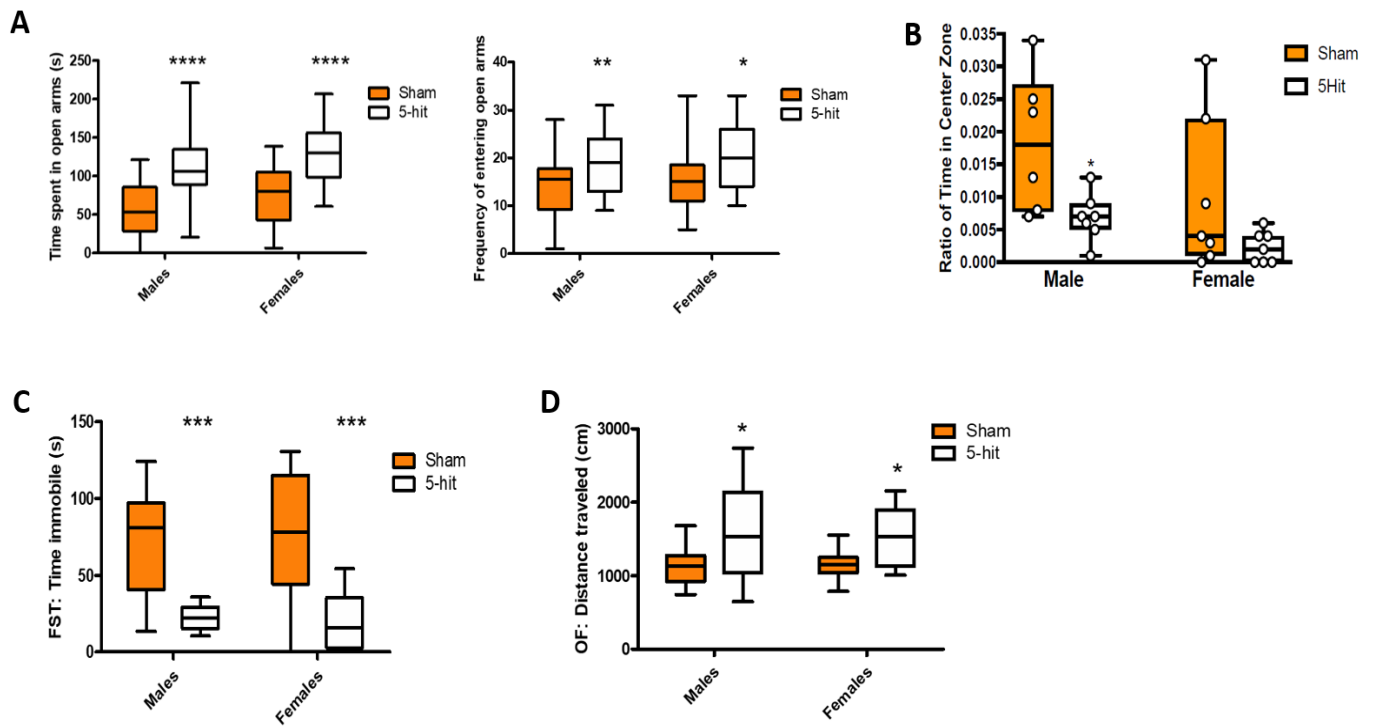 A
Time spent in open arms (s)
250
200
150
100
50
0
****
****
Sham
5-hit
Males
Females
Frequency of entering open arms
40
30
20
10
0
**
*
Sham
5-hit
Males
Females
B
Ratio of Time in Center Zone
0.035
0.030
0.025
0.020
0.015
0.010
0.005
0.000
*
Sham
5Hit
Male
Female
C
FST: Time immobile (s)
150
100
50
0
***
***
Sham
5-hit
Males
Females
D
OF: Distance traveled (cm)
3000
2000
1000
0
*
*
Sham
5-hit
Males
Females